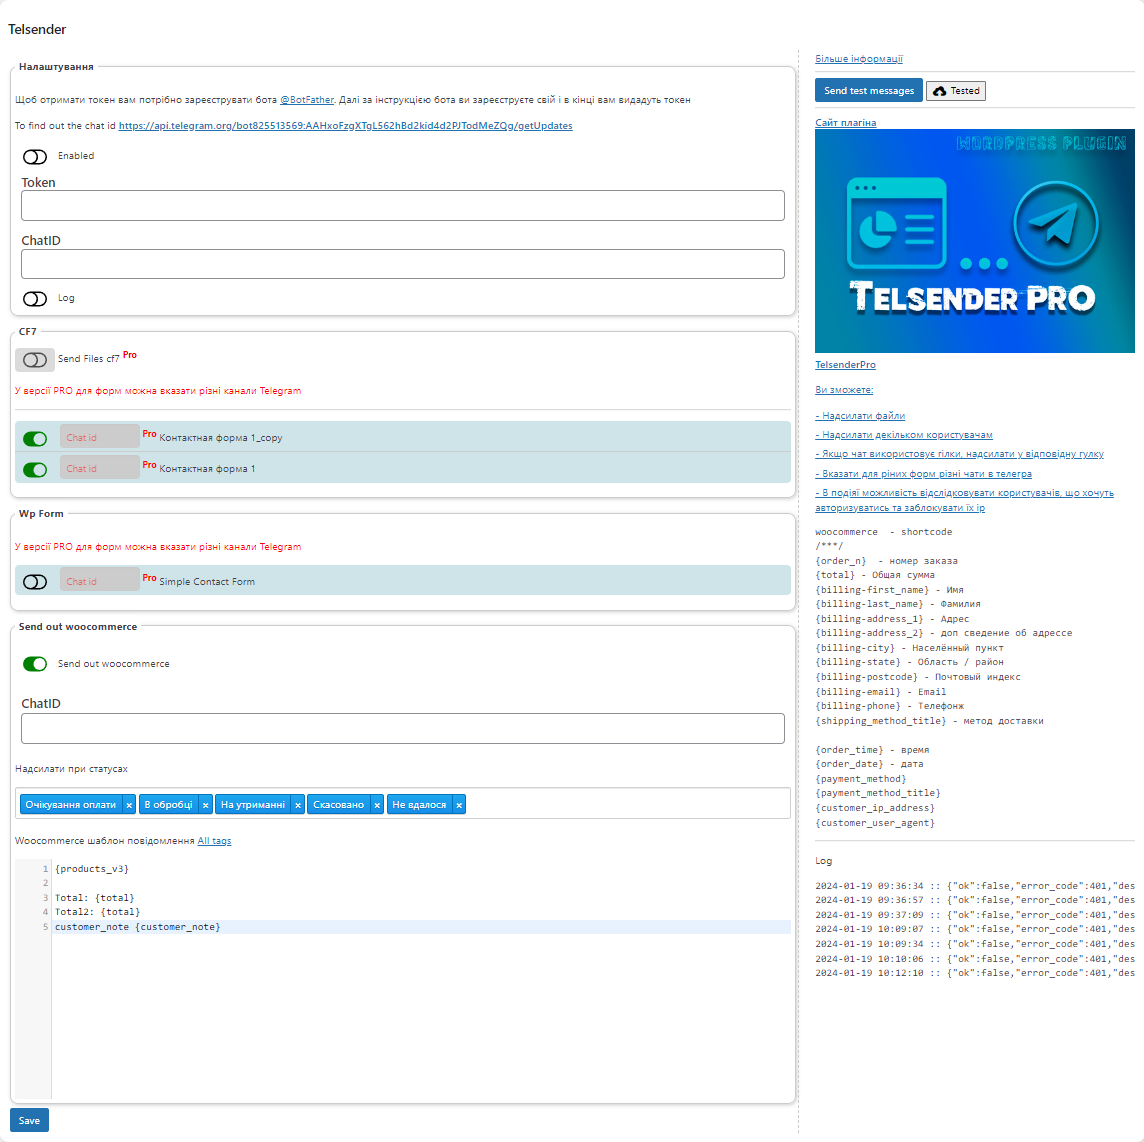 Telsender
Налаштування
Щоб отримати токен вам потрібно зареєструвати бота @BotFather. Далі за інструкцією бота ви зареєструєте свій і в кінці вам видадуть токен
To find out the chat id https://api.telegram.org/bot825513569:AAHxoFzgXTgL562hBd2kid4d2PJTodMeZQg/getUpdates
Enabled
Token
ChatID
Log
CF7
Send Files cf7 Pro
У версії PRO для форм можна вказати різні канали Telegram
Chat id Pro Контактная форма 1_copy
Chat id Pro Контактная форма 1
Wp Form
У версії PRO для форм можна вказати різні канали Telegram
Chat id Pro Simple Contact Form
Send out woocommerce
Send out woocommerce
ChatID
Надсилати при статусах
Очікування оплати × В обробці × На утриманні × Скасовано × Не вдалося ×
Woocommerce шаблон повідомлення All tags
1 {products_v3}
2
3 Total: {total}
4 Total2: {total}
5 customer_note {customer_note}
Save
Більше інформації
Send test messages Tested
Сайт плагіна
WORDPRESS PLUGIN
TELSENDER PRO
TelsenderPro
Ви зможете:
- Надсилати файли
- Надсилати декільком користувачам
- Якщо чат використовує гілки, надсилати у відповідну гулку
- Вказати для ріних форм різні чати в телегра
- В подіяї можливість відслідковувати користувачів, що хочуть
авторизуватись та заблокувати їх ір
woocommerce - shortcode
/***/
{order_n} - номер заказа
{total} - Общая сумма
{billing-first_name} - Имя
{billing-last_name} - Фамилия
{billing-address_1} - Адрес
{billing-address_2} - доп сведение об адрессе
{billing-city} - Населённый пункт
{billing-state} - Область / район
{billing-postcode} - Почтовый индекс
{billing-email} - Email
{billing-phone} - Телефонж
{shipping_method_title} - метод доставки
{order_time} - время
{order_date} - дата
{payment_method}
{payment_method_title}
{customer_ip_address}
{customer_user_agent}
Log
2024-01-19 09:36:34 :: {"ok":false,"error_code":401,"des
2024-01-19 09:36:57 :: {"ok":false,"error_code":401,"des
2024-01-19 09:37:09 :: {"ok":false,"error_code":401,"des
2024-01-19 10:09:07 :: {"ok":false,"error_code":401,"des
2024-01-19 10:09:34 :: {"ok":false,"error_code":401,"des
2024-01-19 10:10:06 :: {"ok":false,"error_code":401,"des
2024-01-19 10:12:10 :: {"ok":false,"error_code":401,"des